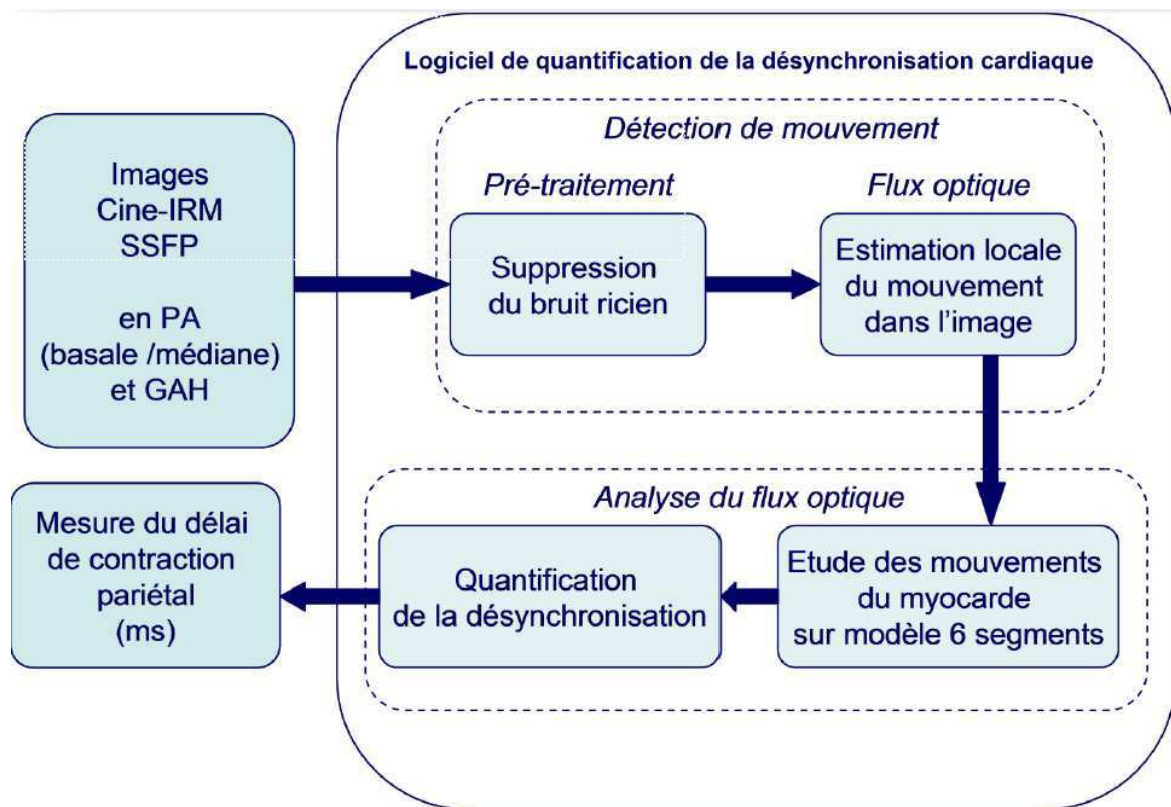 Logiciel de quantification de la désynchronisation cardiaque
Images
Cine-IRM
SSFP
en PA
(basale /médiane)
et GAH
Détection de mouvement
Pré-traitement
Suppression
du bruit ricien
Flux optique
Estimation locale
du mouvement
dans l'image
Analyse du flux optique
Etude des mouvements
du myocarde
sur modèle 6 segments
Quantification
de la désynchronisation
Mesure du délai
de contraction
pariétal
(ms)